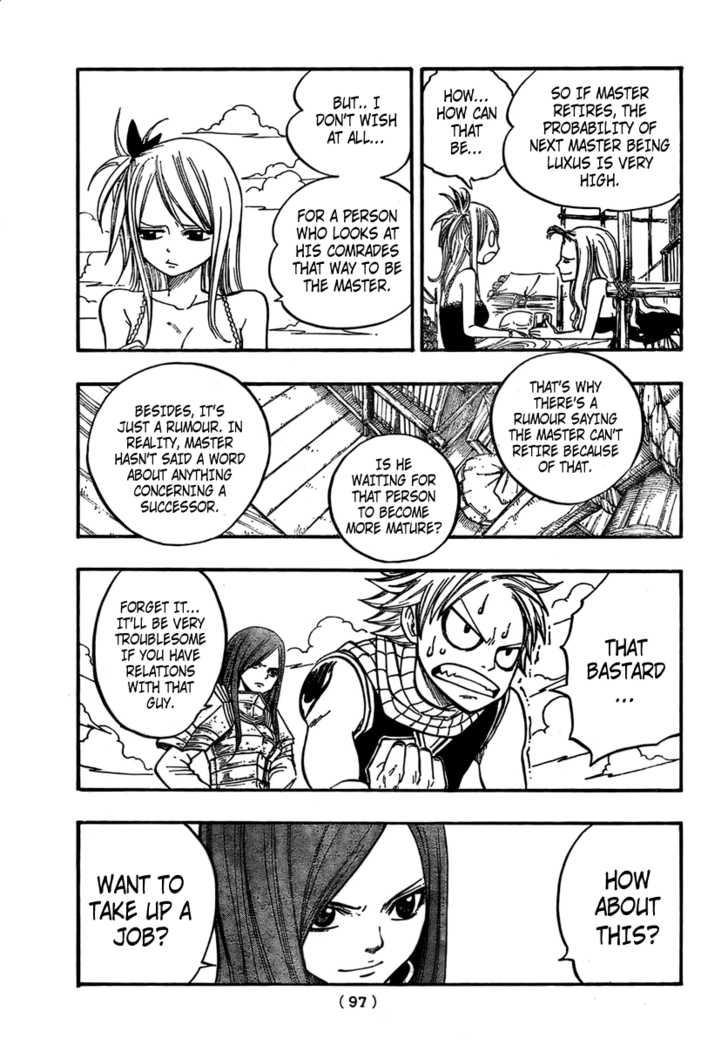 SO IF MASTER
RETIRES, THE
PROBABILITY OF
NEXT MASTER BEING
LUXUS IS VERY
HIGH.
HOW...
HOW CAN
THAT
BE...
BUT.. I
DON'T WISH
AT ALL...
FOR A PERSON
WHO LOOKS AT
HIS COMRADES
THAT WAY TO BE
THE MASTER.
THAT'S WHY
THERE'S A
RUMOUR SAYING
THE MASTER CAN'T
RETIRE BECAUSE
OF THAT.
IS HE
WAITING FOR
THAT PERSON
TO BECOME
MORE MATURE?
BESIDES, IT'S
JUST A RUMOUR. IN
REALITY, MASTER
HASN'T SAID A WORD
ABOUT ANYTHING
CONCERNING A
SUCCESSOR.
THAT
BASTARD
...
FORGET IT...
IT'LL BE VERY
TROUBLESOME
IF YOU HAVE
RELATIONS
WITH THAT
GUY.
HOW
ABOUT
THIS?
WANT TO
TAKE UP A
JOB?
(97)